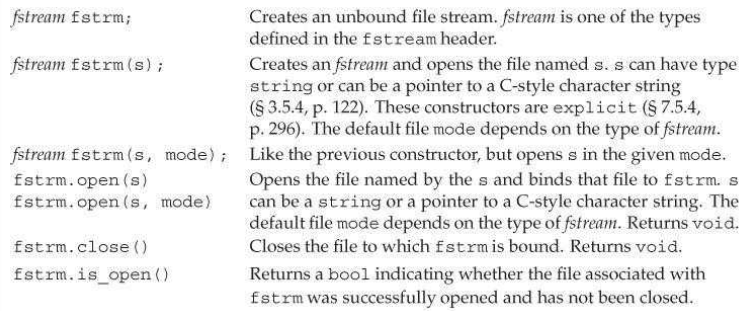 fstream fstrm; Creates an unbound file stream. fstream is one of the types
defined in the fstream header.
fstream fstrm(s); Creates an fstream and opens the file named s. s can have type
string or can be a pointer to a C-style character string
(§ 3.5.4, p. 122). These constructors are explicit (§ 7.5.4,
p. 296). The default file mode depends on the type of fstream.
fstream fstrm(s, mode); Like the previous constructor, but opens s in the given mode.
fstrm.open(s) Opens the file named by the s and binds that file to fstrm. s
fstrm.open(s, mode) can be a string or a pointer to a C-style character string. The
default file mode depends on the type of fstream. Returns void.
fstrm.close() Closes the file to which fstrm is bound. Returns void.
fstrm.is_open() Returns a bool indicating whether the file associated with
fstrm was successfully opened and has not been closed.